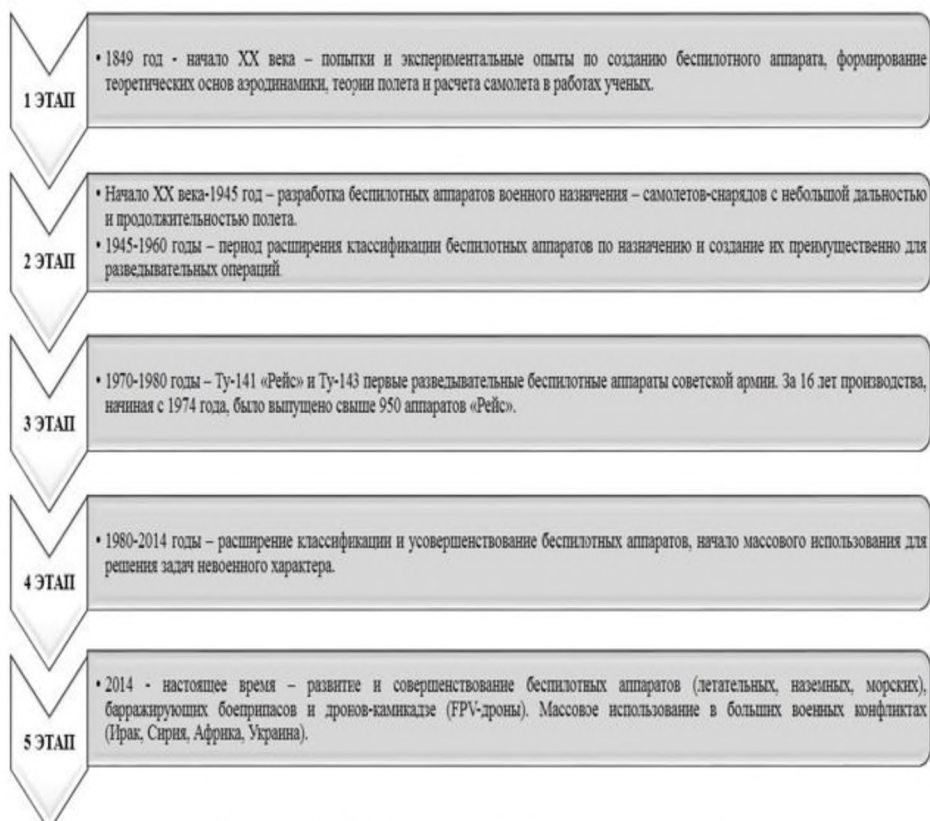 1 ЭТАП
• 1849 год - начало XX века – попытки и экспериментальные опыты по созданию беспилотного аппарата, формирование
теоретических основ аэродинамики, теории полета и расчета самолета в работах ученых.
2 ЭТАП
• Начало XX века-1945 год – разработка беспилотных аппаратов военного назначения – самолетов-снарядов с небольшой дальностью
и продолжительностью полета.
• 1945-1960 годы – период расширения классификации беспилотных аппаратов по назначению и создание их преимущественно для
разведывательных операций.
3 ЭТАП
• 1970-1980 годы – Ту-141 «Рейс» и Ту-143 первые разведывательные беспилотные аппараты советской армии. За 16 лет производства,
начиная с 1974 года, было выпущено свыше 950 аппаратов «Рейс».
4 ЭТАП
• 1980-2014 годы – расширение классификации и усовершенствование беспилотных аппаратов, начало массового использования для
решения задач невоенного характера.
5 ЭТАП
• 2014 - настоящее время – развитие и совершенствование беспилотных аппаратов (летательных, наземных, морских),
барражирующих боеприпасов и дронов-камикадзе (FPV-дроны). Массовое использование в больших военных конфликтах
(Ирак, Сирия, Африка, Украина).